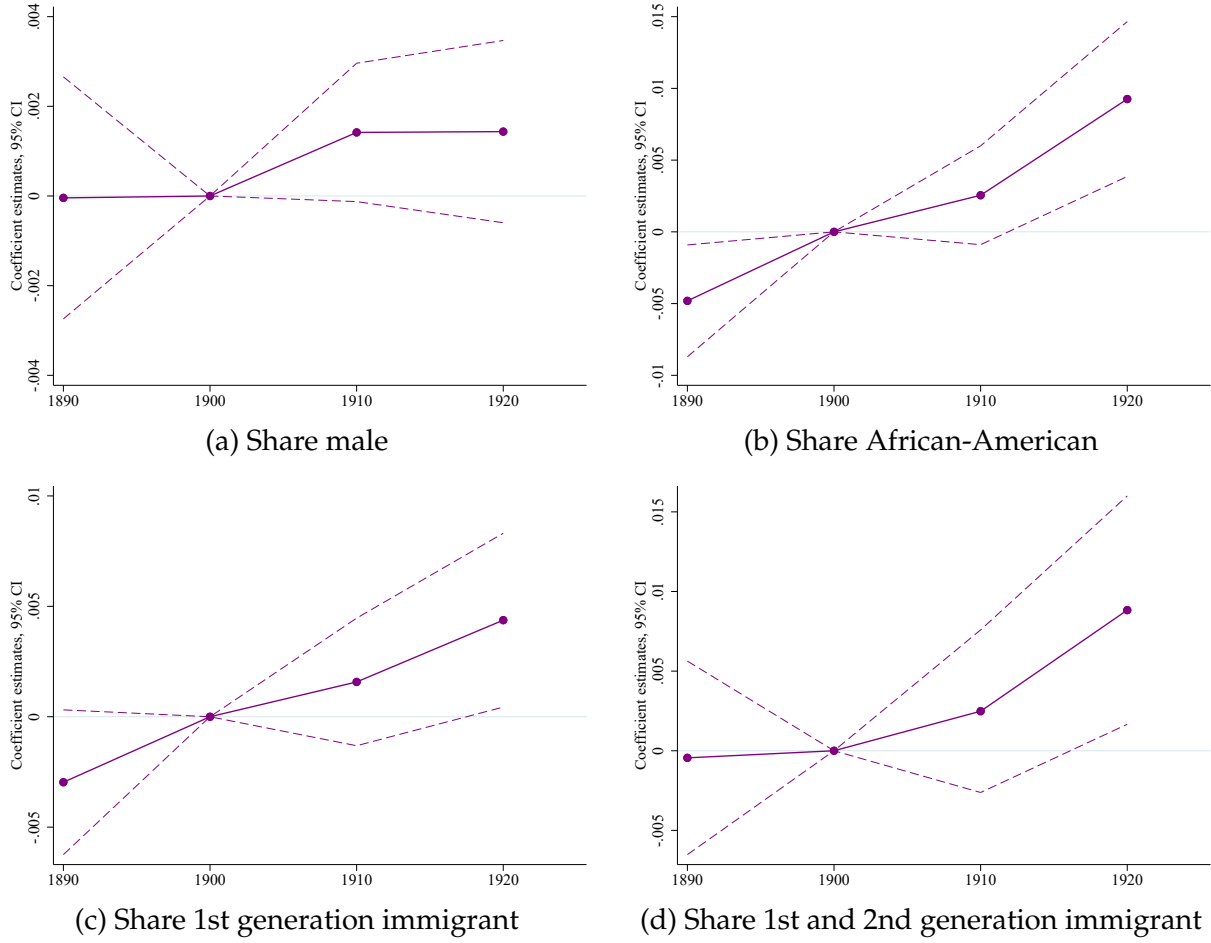 Coefficient estimates, 95% CI
.004
.002
0
-.002
-.004
1890 1900 1910 1920
(a) Share male
Coefficient estimates, 95% CI
.015
.01
.005
0
-.005
-.01
1890 1900 1910 1920
(b) Share African-American
Coefficient estimates, 95% CI
.01
.005
0
-.005
1890 1900 1910 1920
(c) Share 1st generation immigrant
Coefficient estimates, 95% CI
.015
.01
.005
0
-.005
1890 1900 1910 1920
(d) Share 1st and 2nd generation immigrant